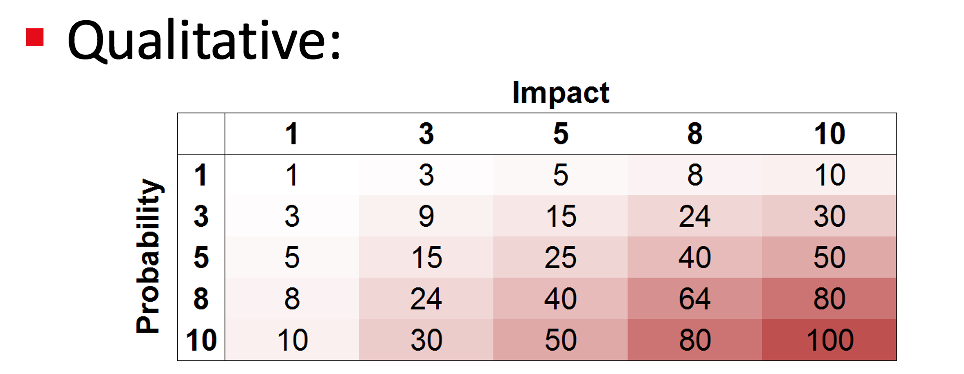 Qualitative:
Impact
1 3 5 8 10
Probability
1 1 3 5 8 10
3 3 9 15 24 30
5 5 15 25 40 50
8 8 24 40 64 80
10 10 30 50 80 100